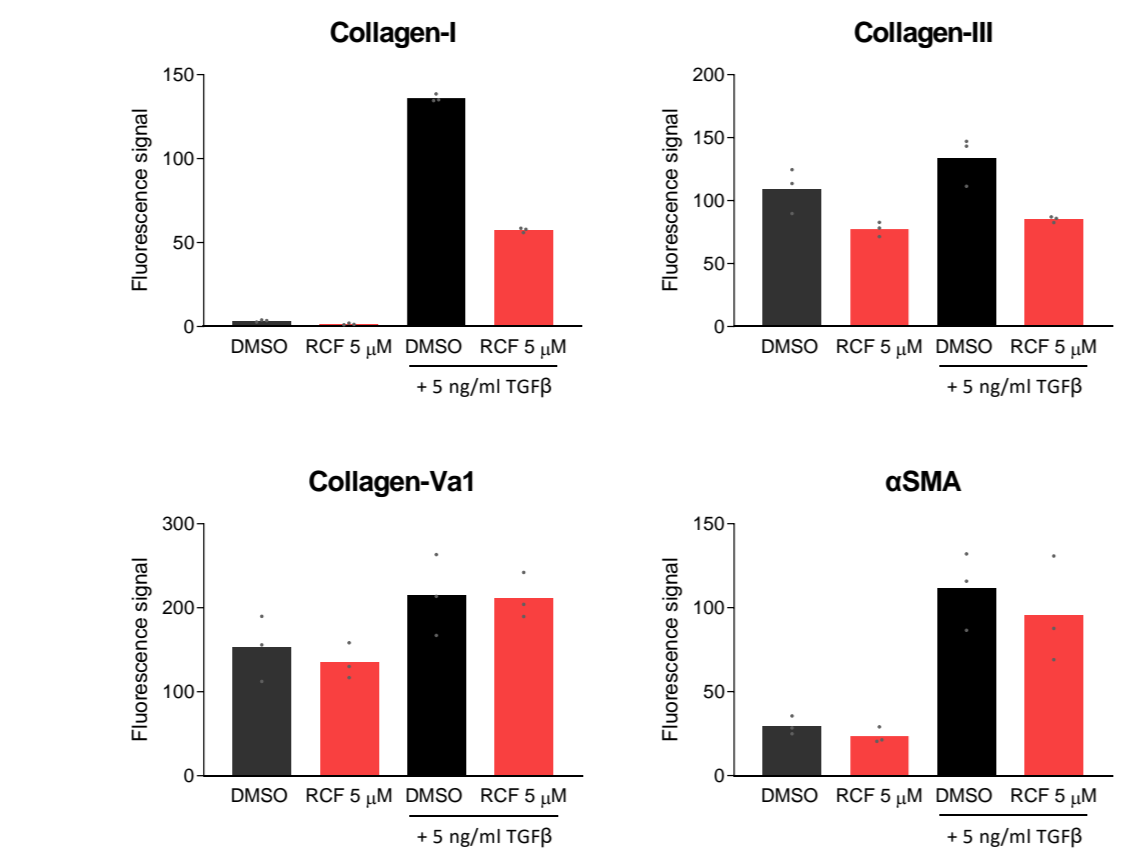 Collagen-I
Fluorescence signal
150
100
50
0
DMSO RCF 5 μM DMSO RCF 5 μM
+ 5 ng/ml TGFβ
Collagen-III
Fluorescence signal
200
150
100
50
0
DMSO RCF 5 μM DMSO RCF 5 μM
+ 5 ng/ml TGFβ
Collagen-Va1
Fluorescence signal
300
200
100
0
DMSO RCF 5 μM DMSO RCF 5 μM
+ 5 ng/ml TGFβ
αSMA
Fluorescence signal
150
100
50
0
DMSO RCF 5 μM DMSO RCF 5 μM
+ 5 ng/ml TGFβ